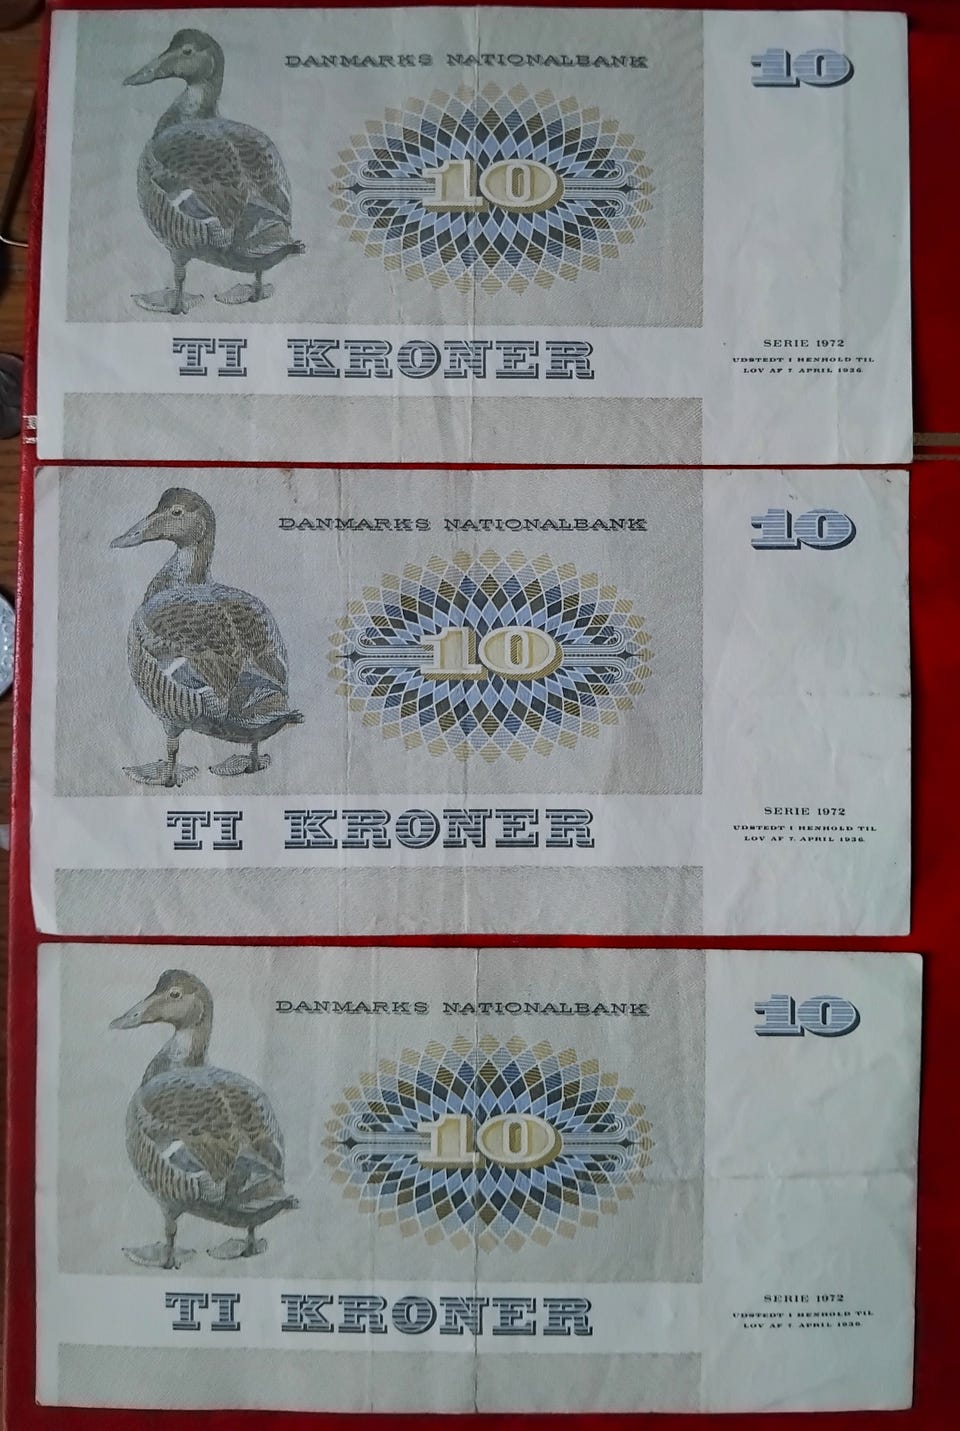 DANMARKS NATIONALBANK
10
10
TI KRONER
SERIE 1972
UDSTEDT I HENHOLD TIL
LOV AF 7. APRIL 1936.
DANMARKS NATIONALBANK
10
10
TI KRONER
SERIE 1972
UDSTEDT I HENHOLD TIL
LOV AF 7. APRIL 1936.
DANMARKS NATIONALBANK
10
10
TI KRONER
SERIE 1972
UDSTEDT I HENHOLD TIL
LOV AF 7. APRIL 1936.